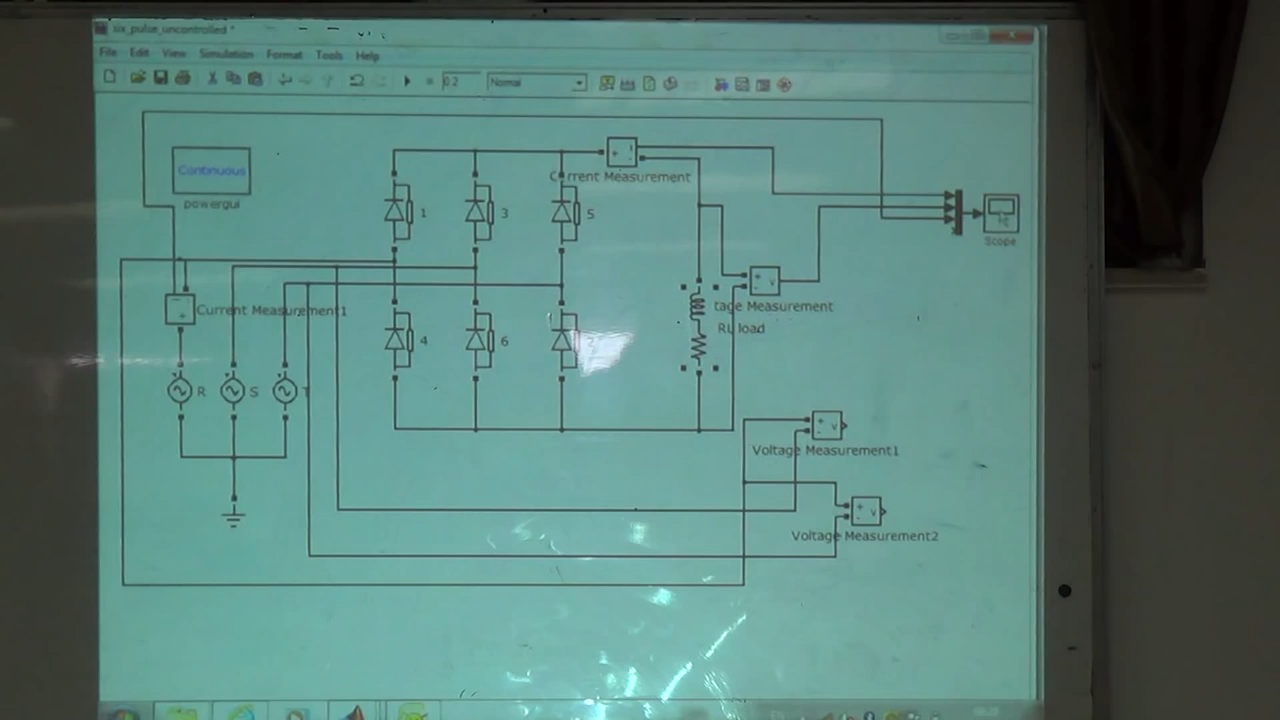 six_pulse_uncontrolled *
File Edit View Simulation Format Tools Help
0.2 Normal
Continuous
powergui
Current Measurement
1 3 5
Scope
Current Measurement1
tage Measurement
RL load
4 6
R S T
Voltage Measurement1
Voltage Measurement2